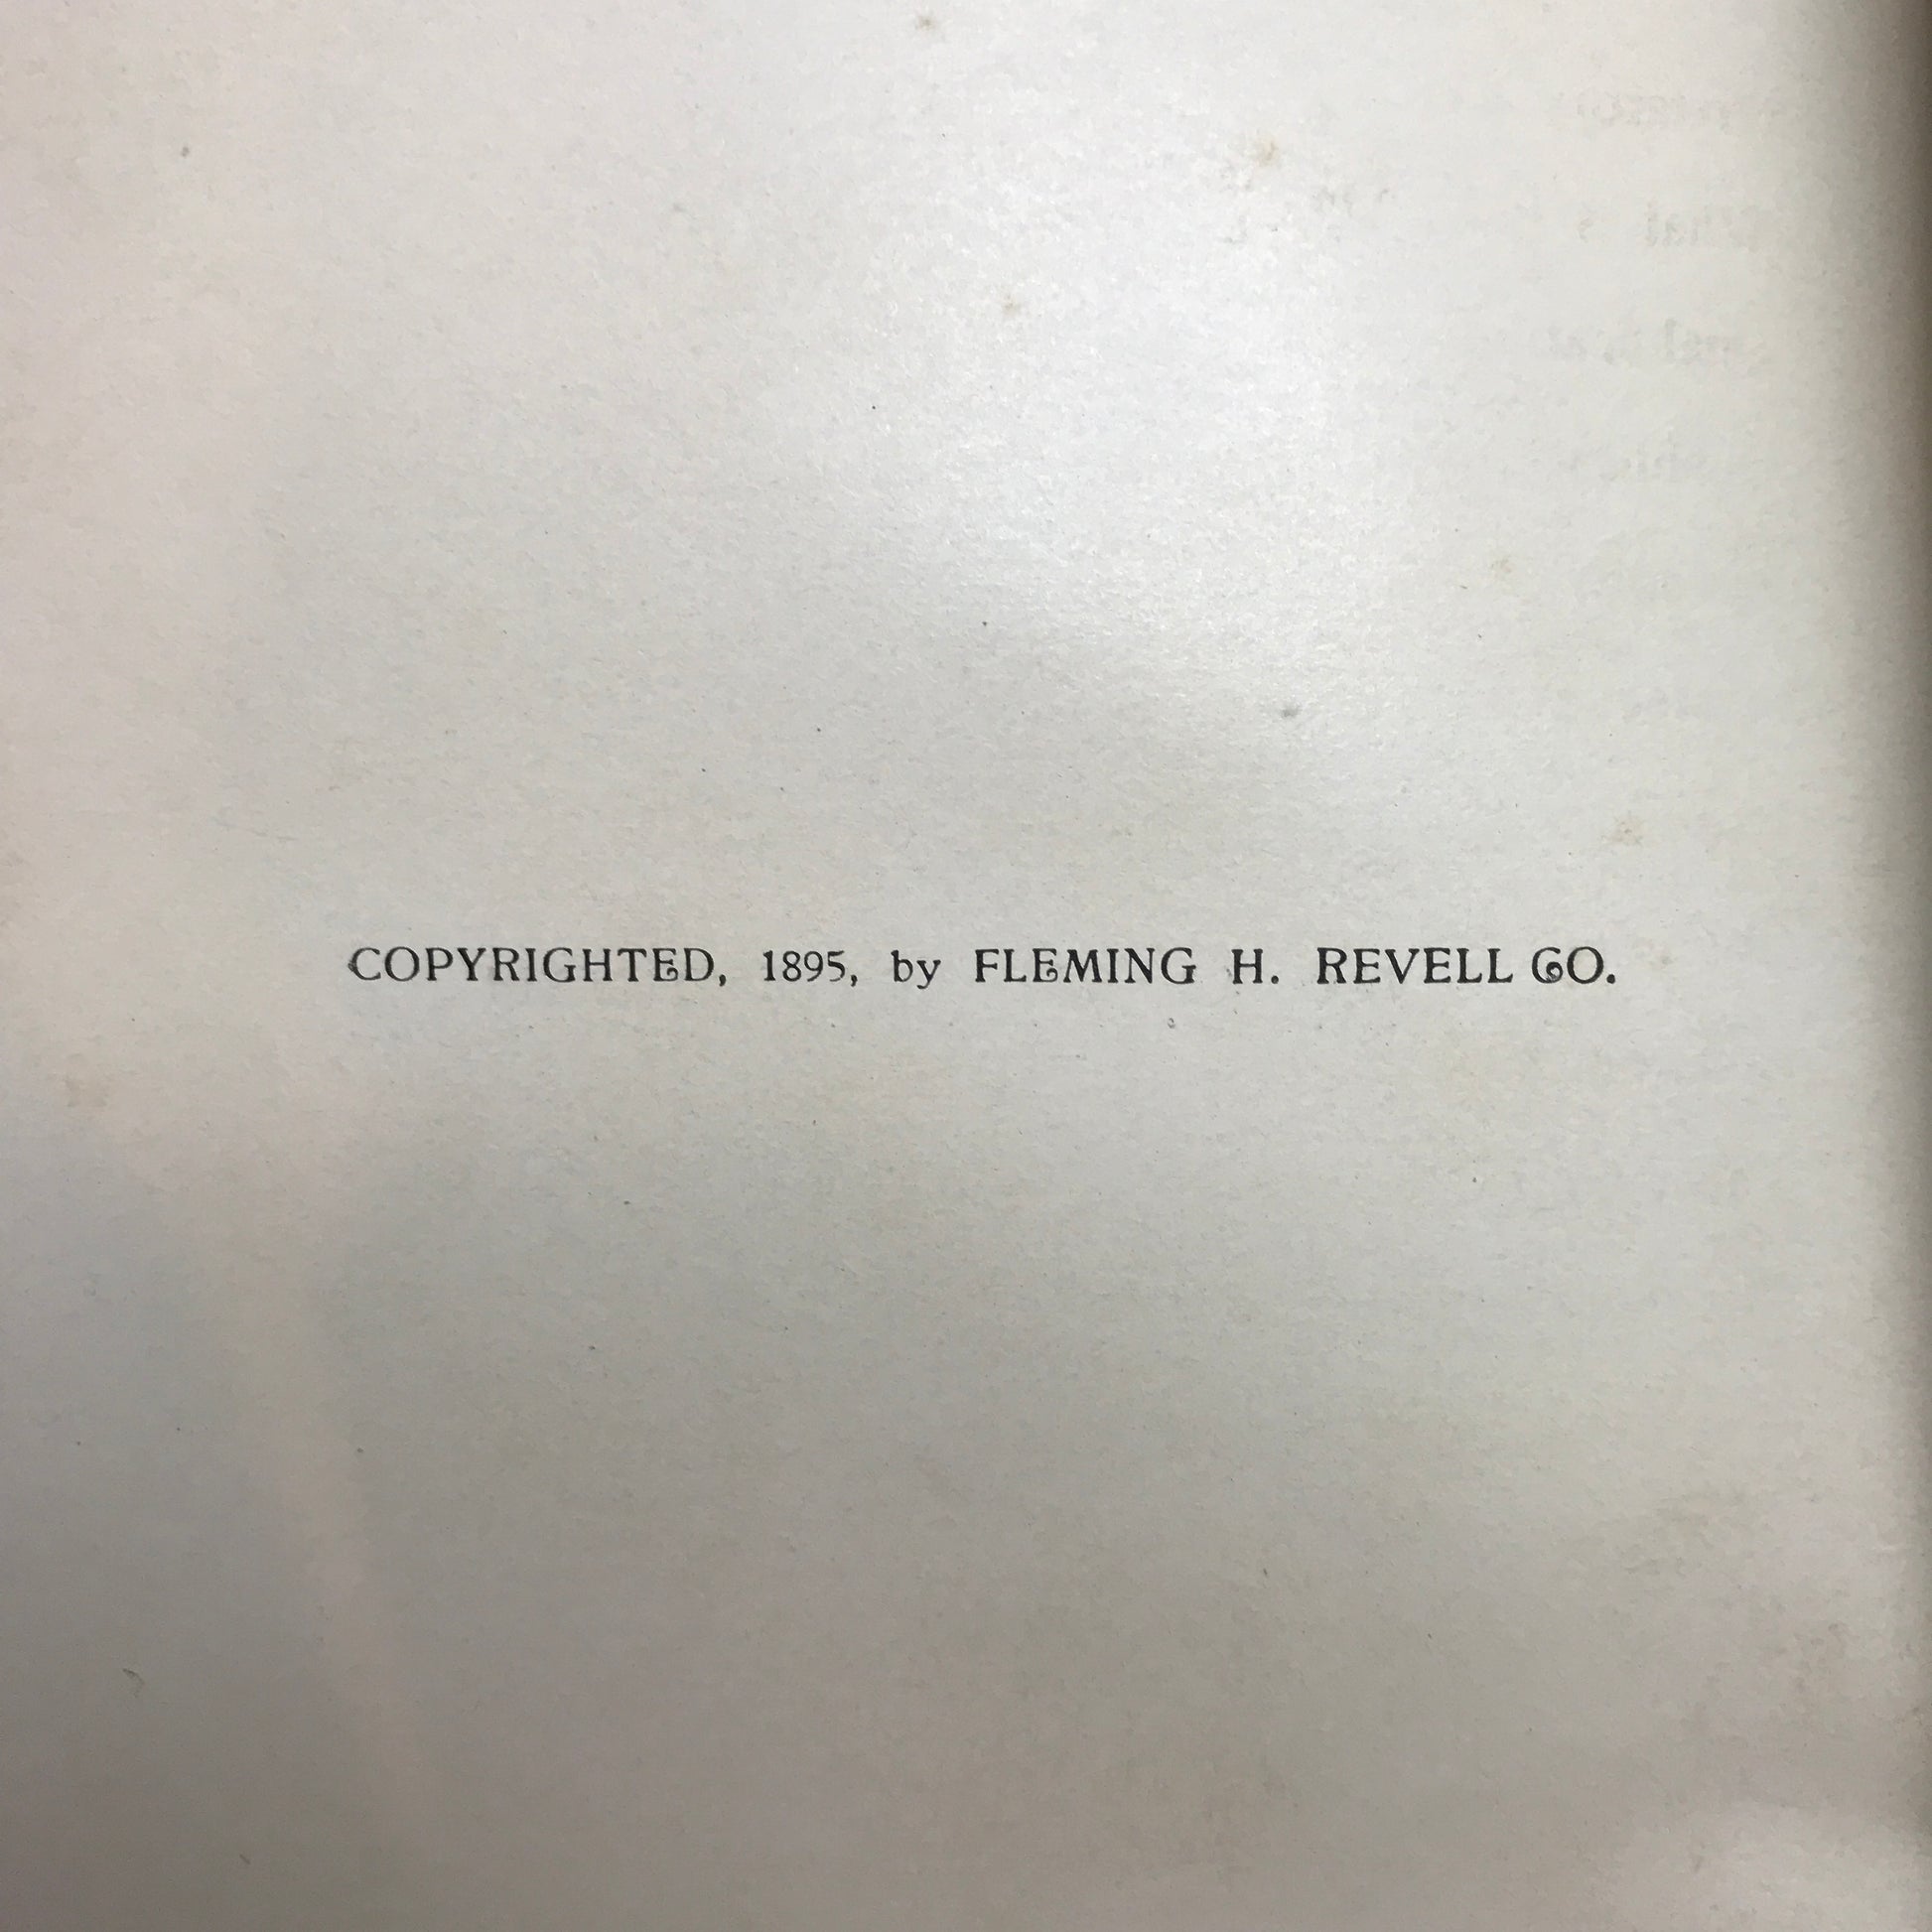 COPYRIGHTED, 1895, by FLEMING H. REVELL CO.